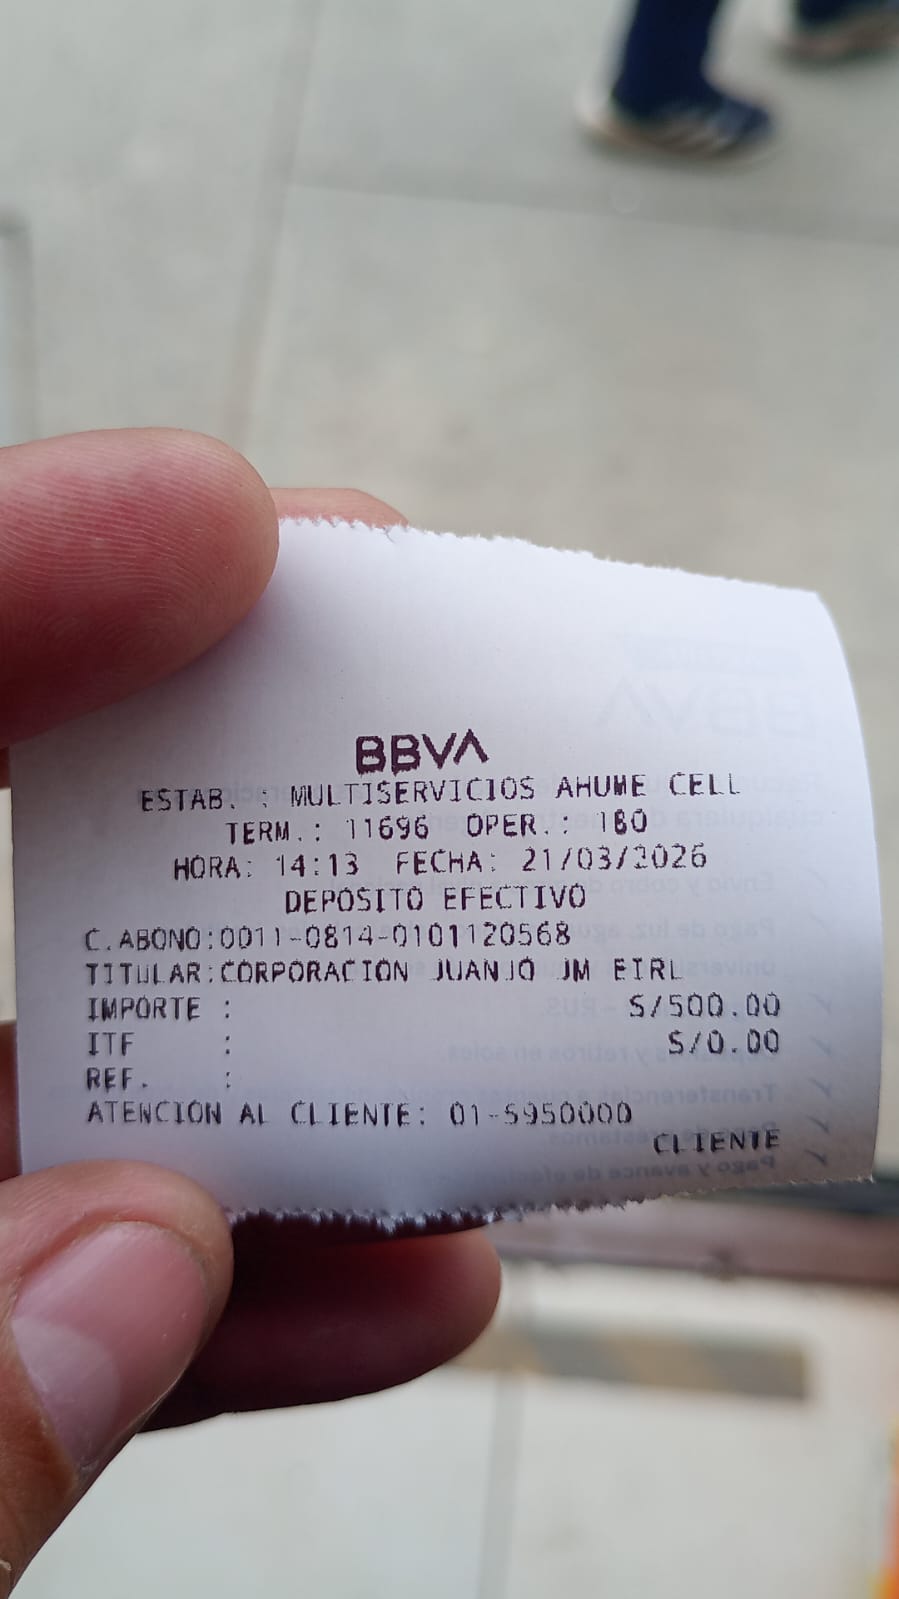 BBVA
ESTAB. : MULTISERVICIOS AHUME CELL
TERM.: 11696 OPER.: 180
HORA: 14:13 FECHA: 21/03/2026
DEPOSITO EFECTIVO
C.ABONO:0011-0814-0101120568
TITULAR:CORPORACION JUANJO JM EIRL
IMPORTE : S/500.00
ITF : S/0.00
REF. :
ATENCION AL CLIENTE: 01-5950000
CLIENTE